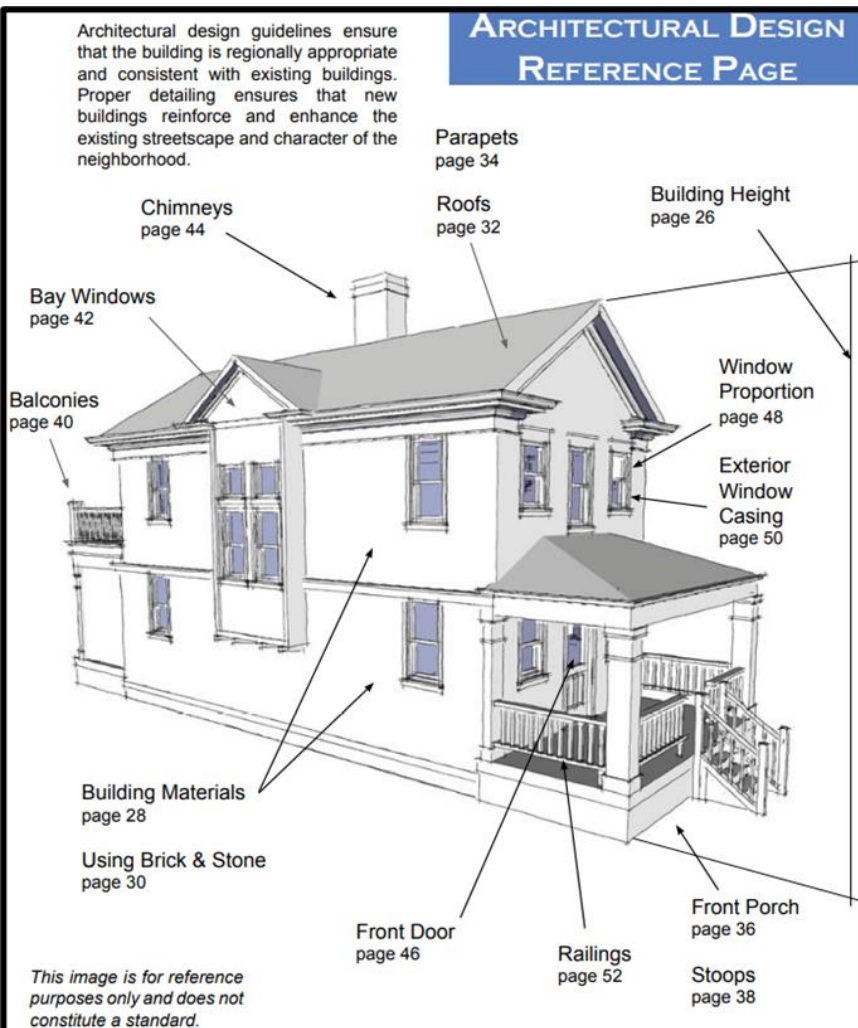 Architectural design guidelines ensure
that the building is regionally appropriate
and consistent with existing buildings.
Proper detailing ensures that new
buildings reinforce and enhance the
existing streetscape and character of the
neighborhood.
ARCHITECTURAL DESIGN
REFERENCE PAGE
Parapets
page 34
Roofs
page 32
Building Height
page 26
Chimneys
page 44
Bay Windows
page 42
Balconies
page 40
Window
Proportion
page 48
Exterior
Window
Casing
page 50
Building Materials
page 28
Using Brick & Stone
page 30
Front Door
page 46
Railings
page 52
Front Porch
page 36
Stoops
page 38
This image is for reference
purposes only and does not
constitute a standard.